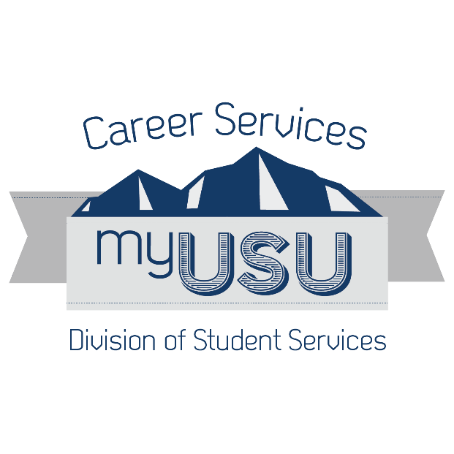 Career Services
myUSU
Division of Student Services